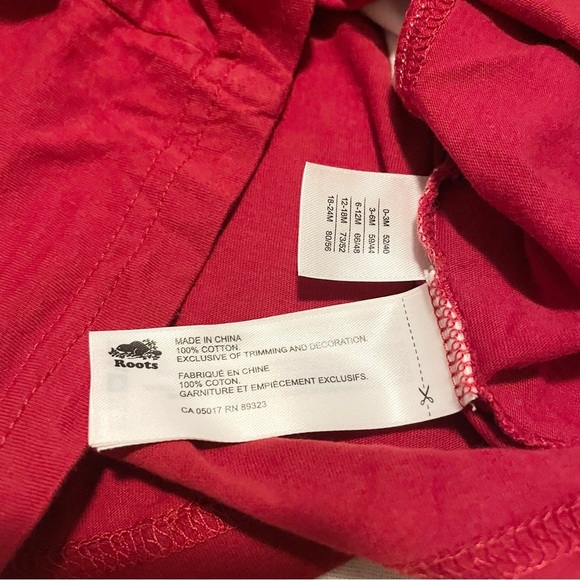 0-3M 52/40
3-6M 59/44
6-12M 66/48
12-18M 73/52
18-24M 80/56
Roots
MADE IN CHINA
100% COTTON.
EXCLUSIVE OF TRIMMING AND DECORATION.
FABRIQUÉ EN CHINE
100% COTON.
GARNITURE ET EMPIÈCEMENT EXCLUSIFS.
CA 05017 RN 89323